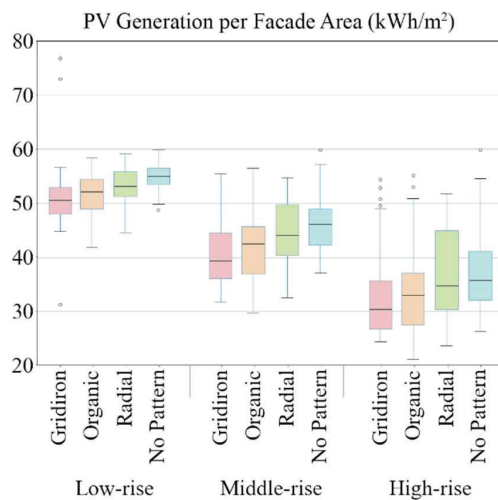 PV Generation per Facade Area (kWh/m²)
80
70
60
50
40
30
20
Gridiron
Organic
Radial
No Pattern
Gridiron
Organic
Radial
No Pattern
Gridiron
Organic
Radial
No Pattern
Low-rise
Middle-rise
High-rise